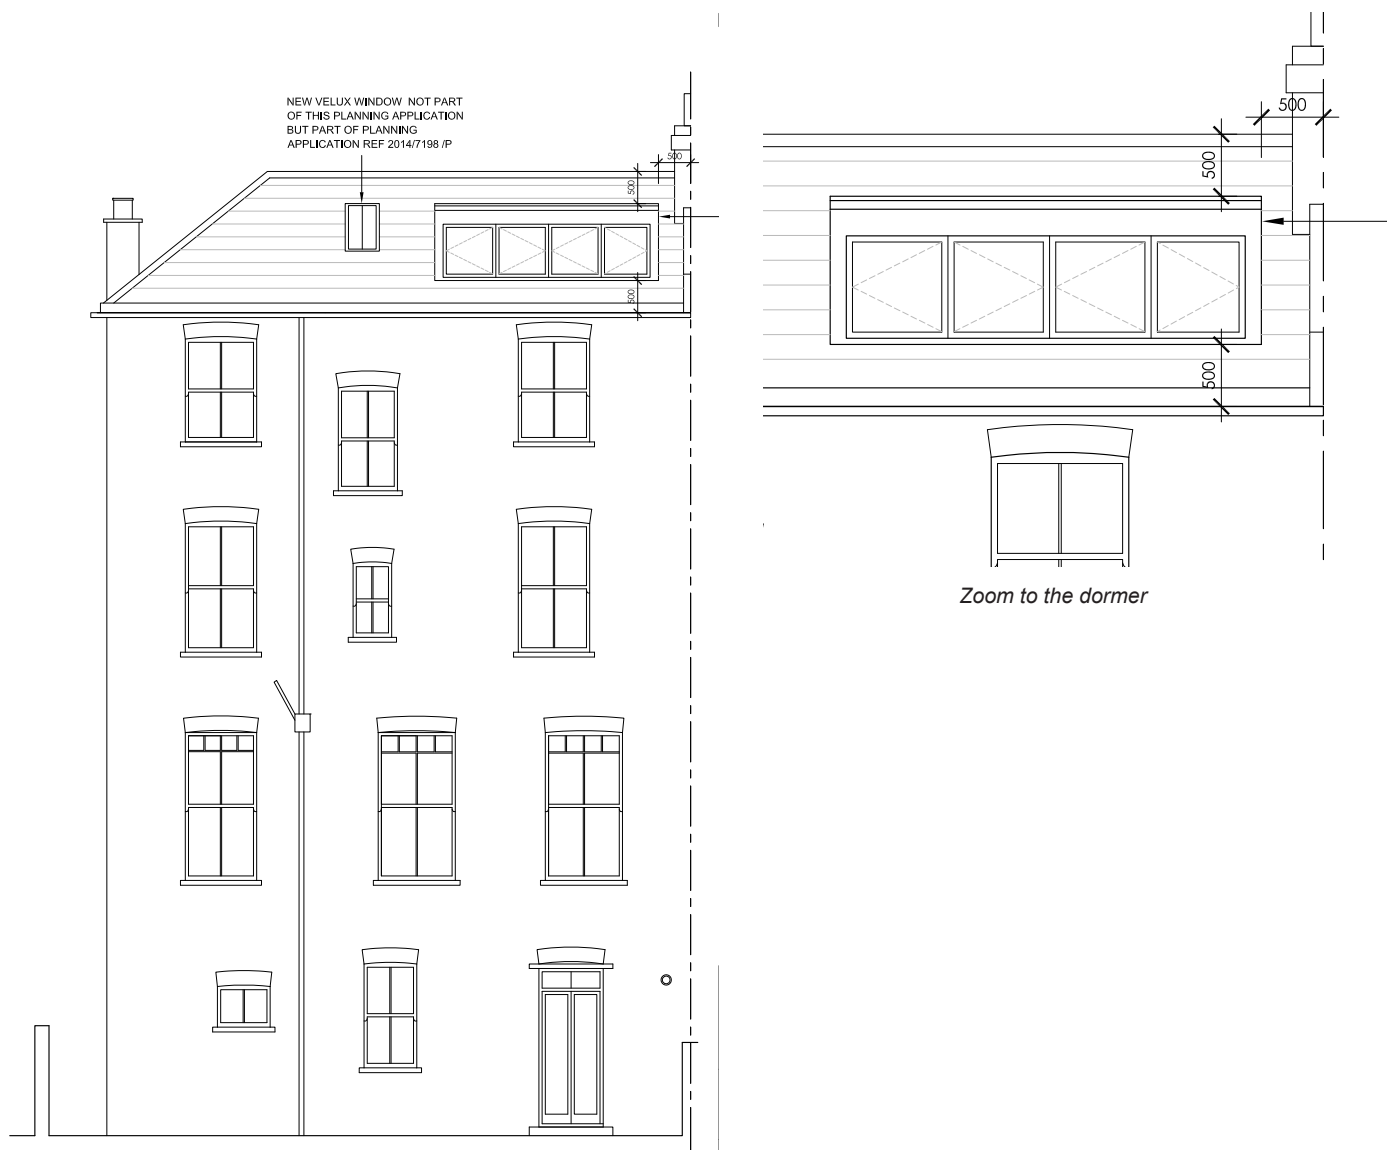 NEW VELUX WINDOW NOT PART
OF THIS PLANNING APPLICATION
BUT PART OF PLANNING
APPLICATION REF 2014/7198 /P
500
500
500
500
500
500
Zoom to the dormer